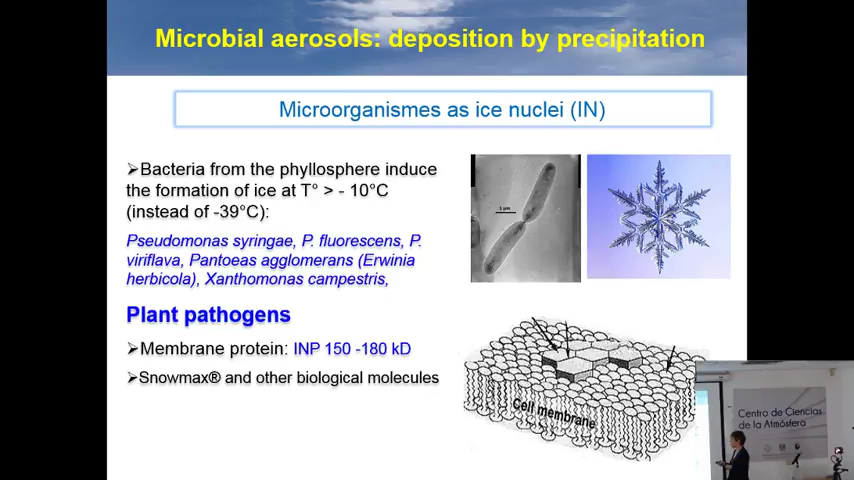 Microbial aerosols: deposition by precipitation
Microorganismes as ice nuclei (IN)
➢Bacteria from the phyllosphere induce
the formation of ice at T° > - 10°C
(instead of -39°C):
Pseudomonas syringae, P. fluorescens, P.
viriflava, Pantoeas agglomerans (Erwinia
herbicola), Xanthomonas campestris,
Plant pathogens
➢Membrane protein: INP 150 -180 kD
➢Snowmax® and other biological molecules
Cell membrane
Centro de Ciencias
de la Atmósfera